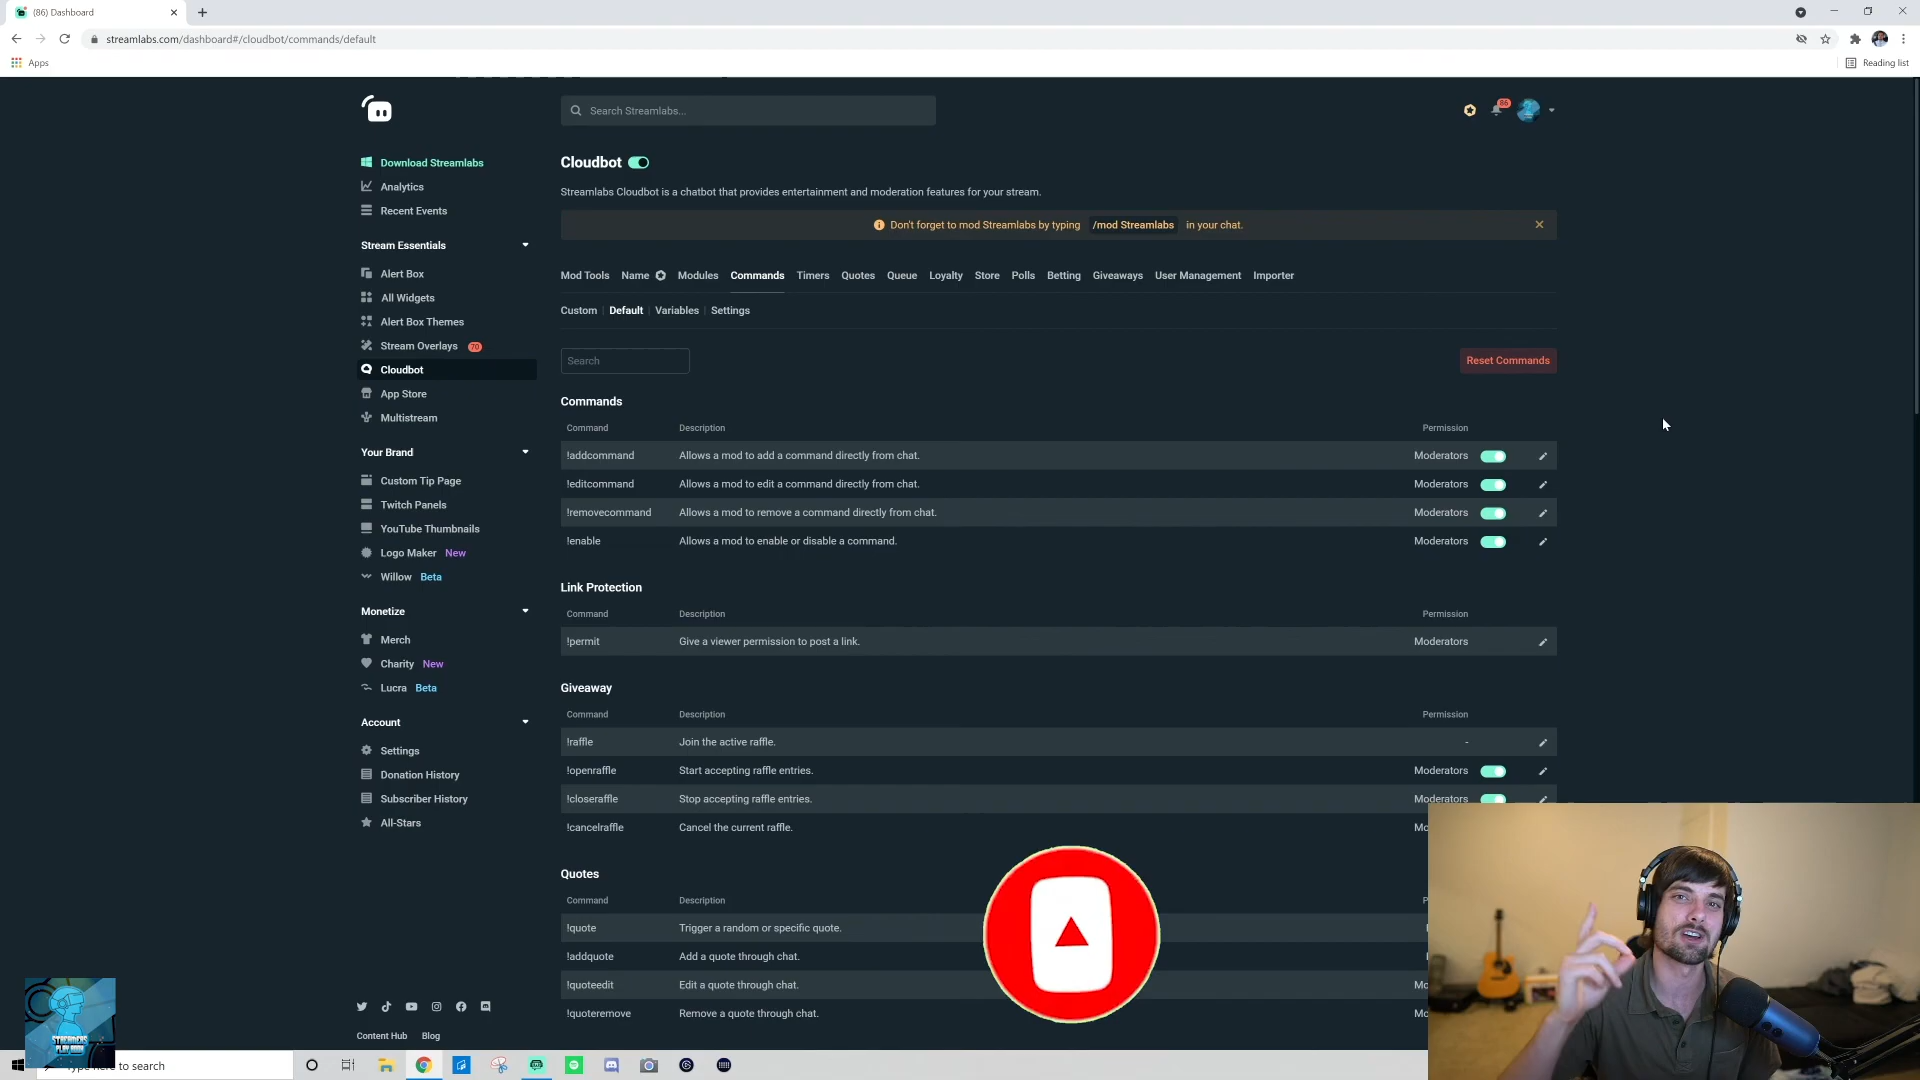 (86) Dashboard
streamlabs.com/dashboard#/cloudbot/commands/default
Apps
Reading list
Search Streamlabs...
86
Download Streamlabs
Analytics
Recent Events
Stream Essentials
Alert Box
All Widgets
Alert Box Themes
Stream Overlays 70
Cloudbot
App Store
Multistream
Your Brand
Custom Tip Page
Twitch Panels
YouTube Thumbnails
Logo Maker New
Willow Beta
Monetize
Merch
Charity New
Lucra Beta
Account
Settings
Donation History
Subscriber History
All-Stars
Content Hub Blog
Cloudbot
Streamlabs Cloudbot is a chatbot that provides entertainment and moderation features for your stream.
Don't forget to mod Streamlabs by typing /mod Streamlabs in your chat.
Mod Tools Name Modules Commands Timers Quotes Queue Loyalty Store Polls Betting Giveaways User Management Importer
Custom Default Variables Settings
Search
Reset Commands
Commands
Command Description Permission
!addcommand Allows a mod to add a command directly from chat. Moderators
!editcommand Allows a mod to edit a command directly from chat. Moderators
!removecommand Allows a mod to remove a command directly from chat. Moderators
!enable Allows a mod to enable or disable a command. Moderators
Link Protection
Command Description Permission
!permit Give a viewer permission to post a link. Moderators
Giveaway
Command Description Permission
!raffle Join the active raffle. -
!openraffle Start accepting raffle entries. Moderators
!closeraffle Stop accepting raffle entries. Moderators
!cancelraffle Cancel the current raffle. Mo
Quotes
Command Description P
!quote Trigger a random or specific quote.
!addquote Add a quote through chat.
!quoteedit Edit a quote through chat. Mo
!quoteremove Remove a quote through chat. Mo
here to search